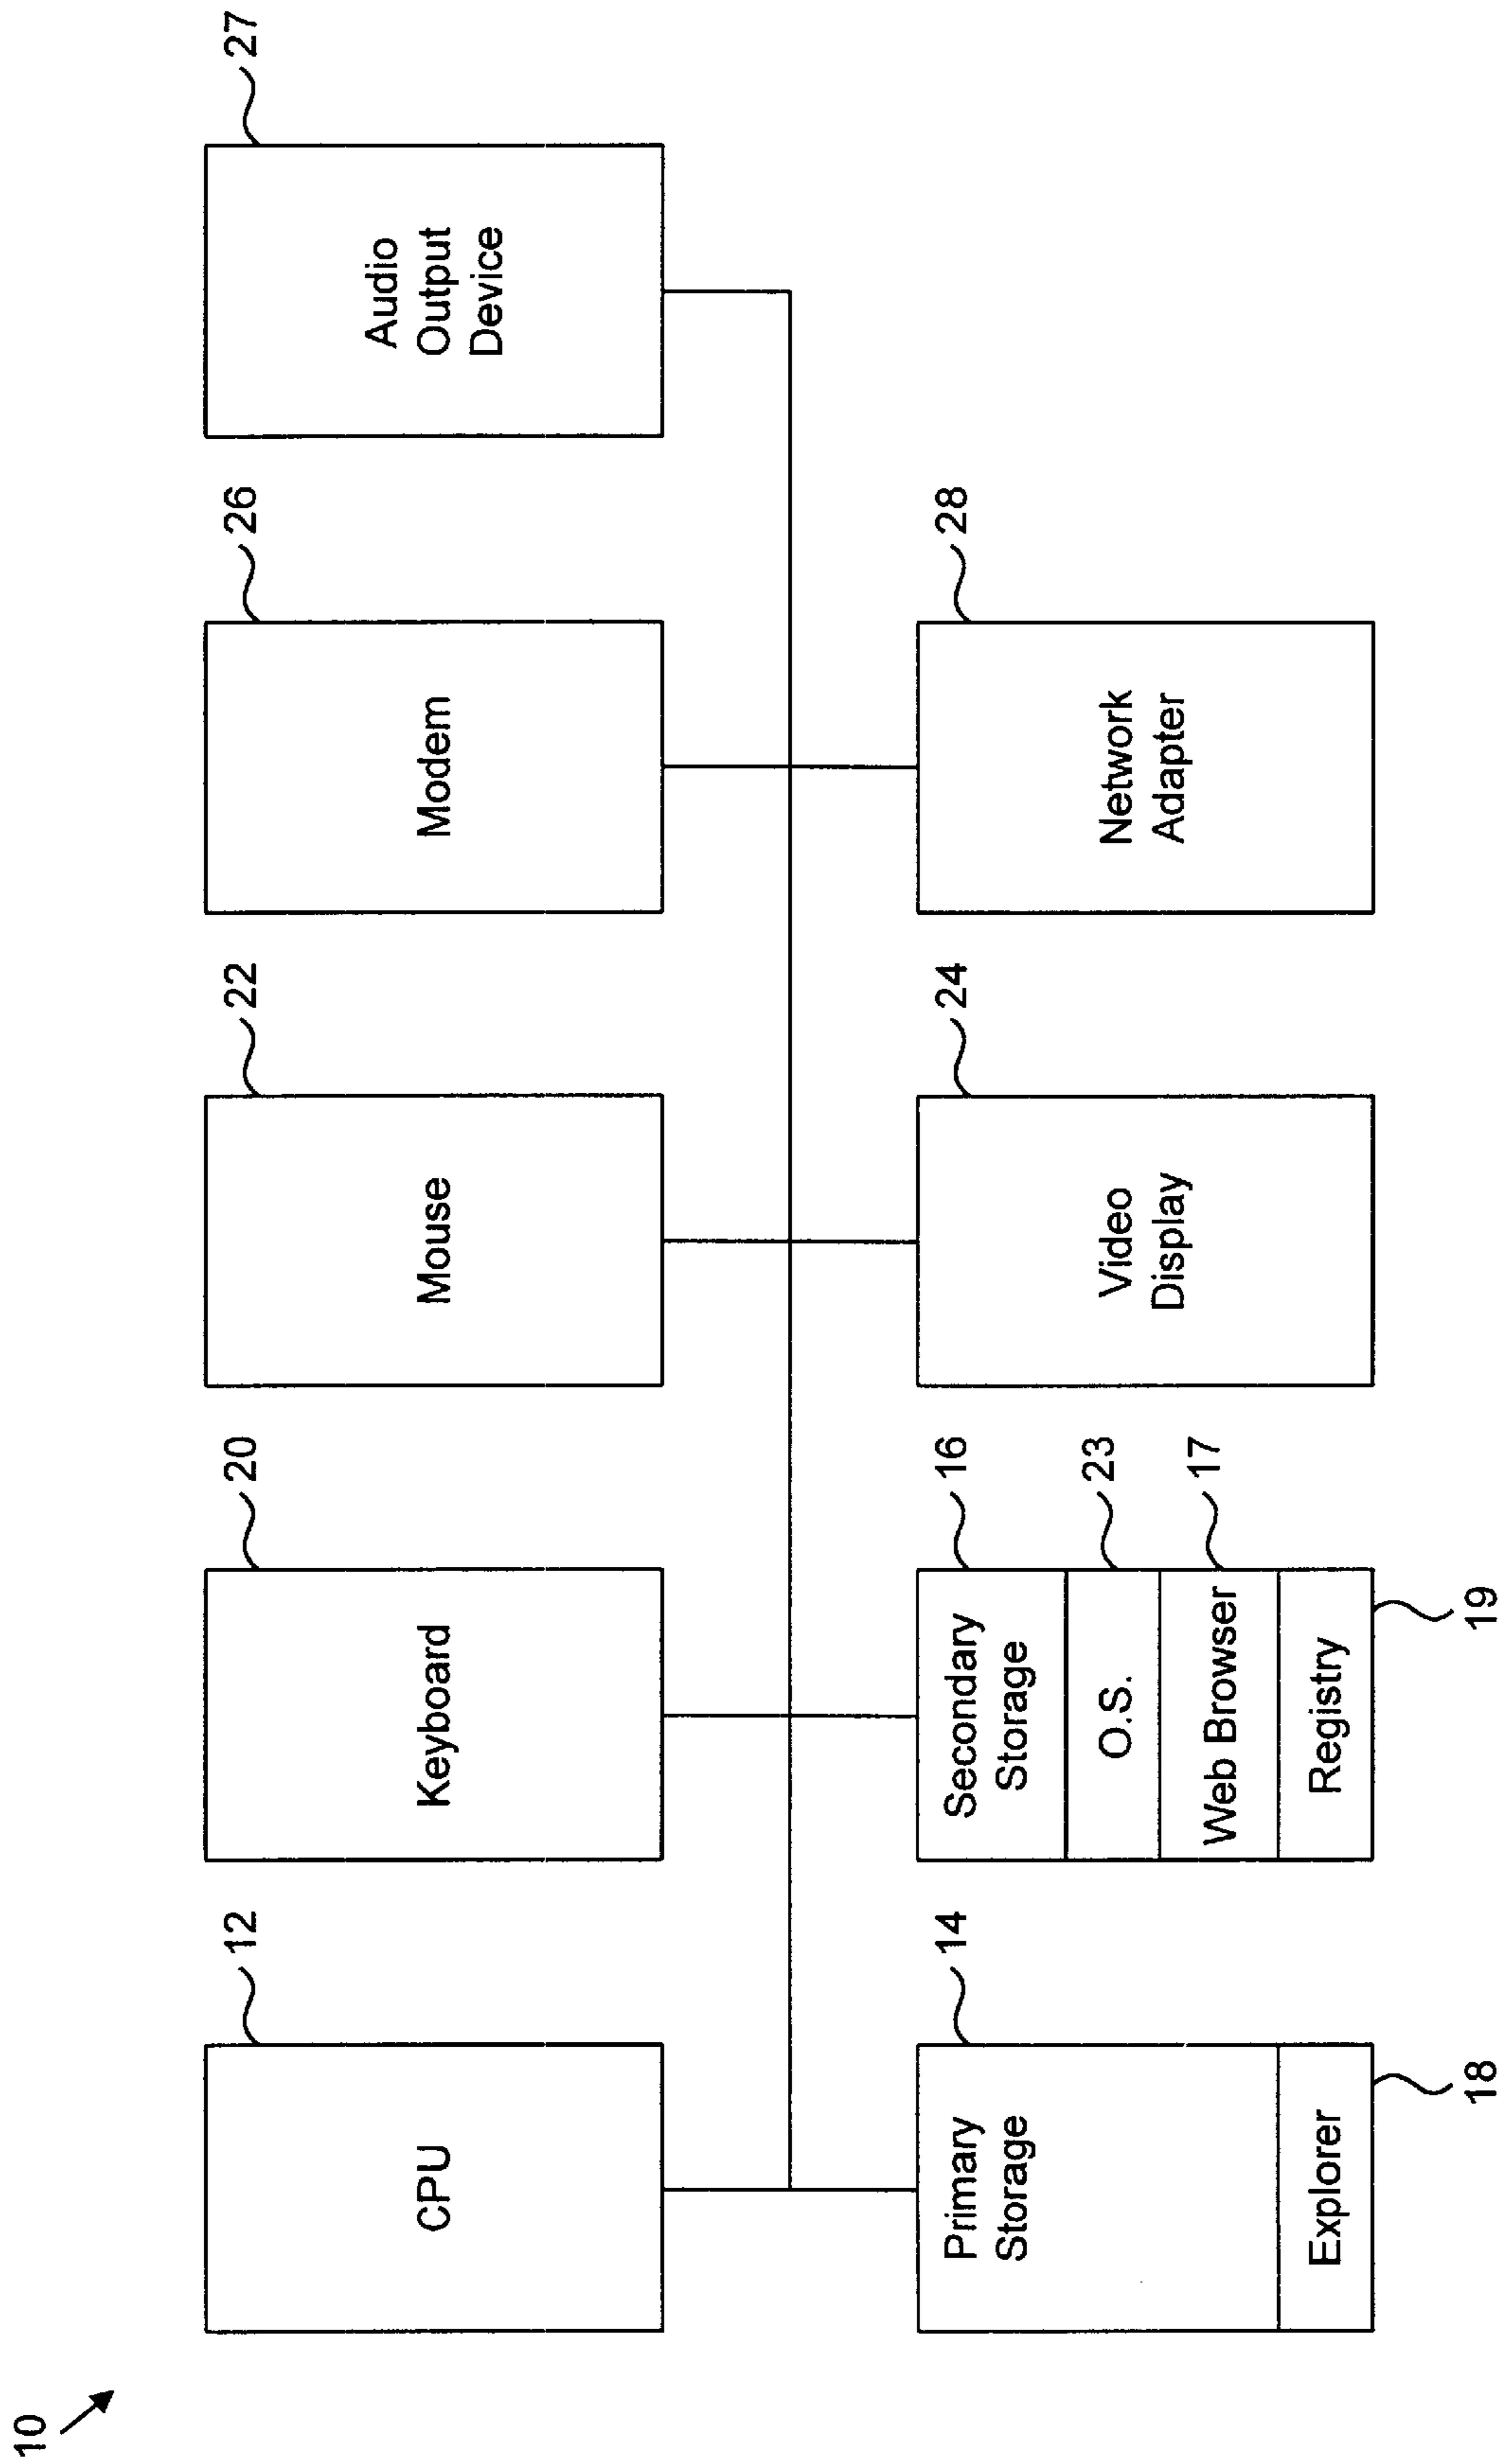 10
12
CPU
20
Keyboard
22
Mouse
26
Modem
27
Audio
Output
Device
14
Primary
Storage
Explorer
18
16
Secondary
Storage
23
O.S.
17
Web Browser
Registry
19
24
Video
Display
28
Network
Adapter